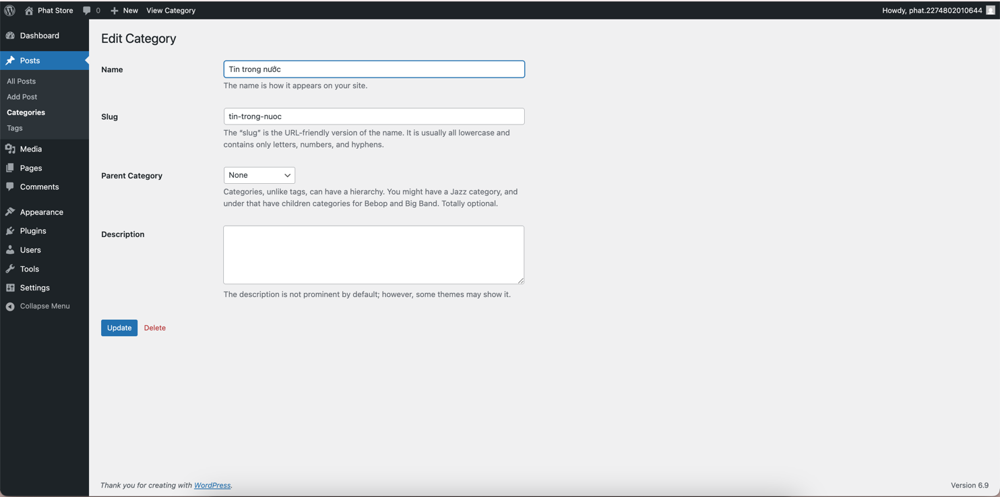 Phat Store 0 New View Category Howdy, phat.2274802010644
Dashboard
Posts
All Posts
Add Post
Categories
Tags
Media
Pages
Comments
Appearance
Plugins
Users
Tools
Settings
Collapse Menu
Edit Category
Name
Tin trong nước
The name is how it appears on your site.
Slug
tin-trong-nuoc
The “slug” is the URL-friendly version of the name. It is usually all lowercase and
contains only letters, numbers, and hyphens.
Parent Category
None
Categories, unlike tags, can have a hierarchy. You might have a Jazz category, and
under that have children categories for Bebop and Big Band. Totally optional.
Description
The description is not prominent by default; however, some themes may show it.
Update Delete
Thank you for creating with WordPress.
Version 6.9